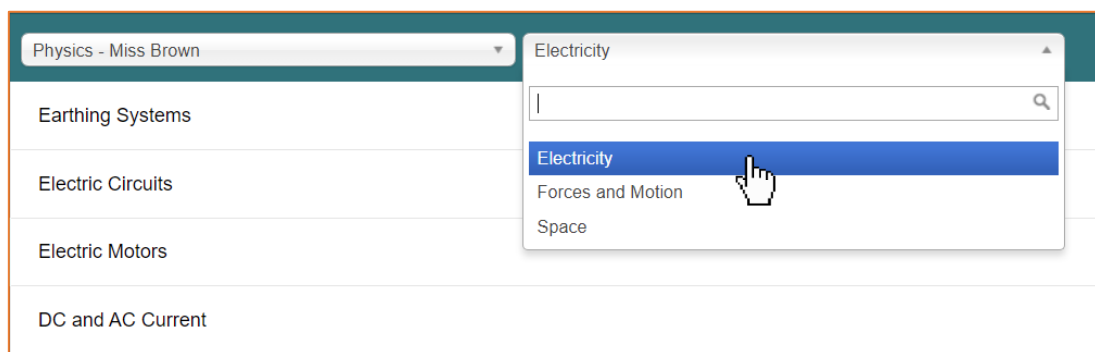 Physics - Miss Brown
Electricity
Earthing Systems
Electricity
Electric Circuits
Forces and Motion
Space
Electric Motors
DC and AC Current